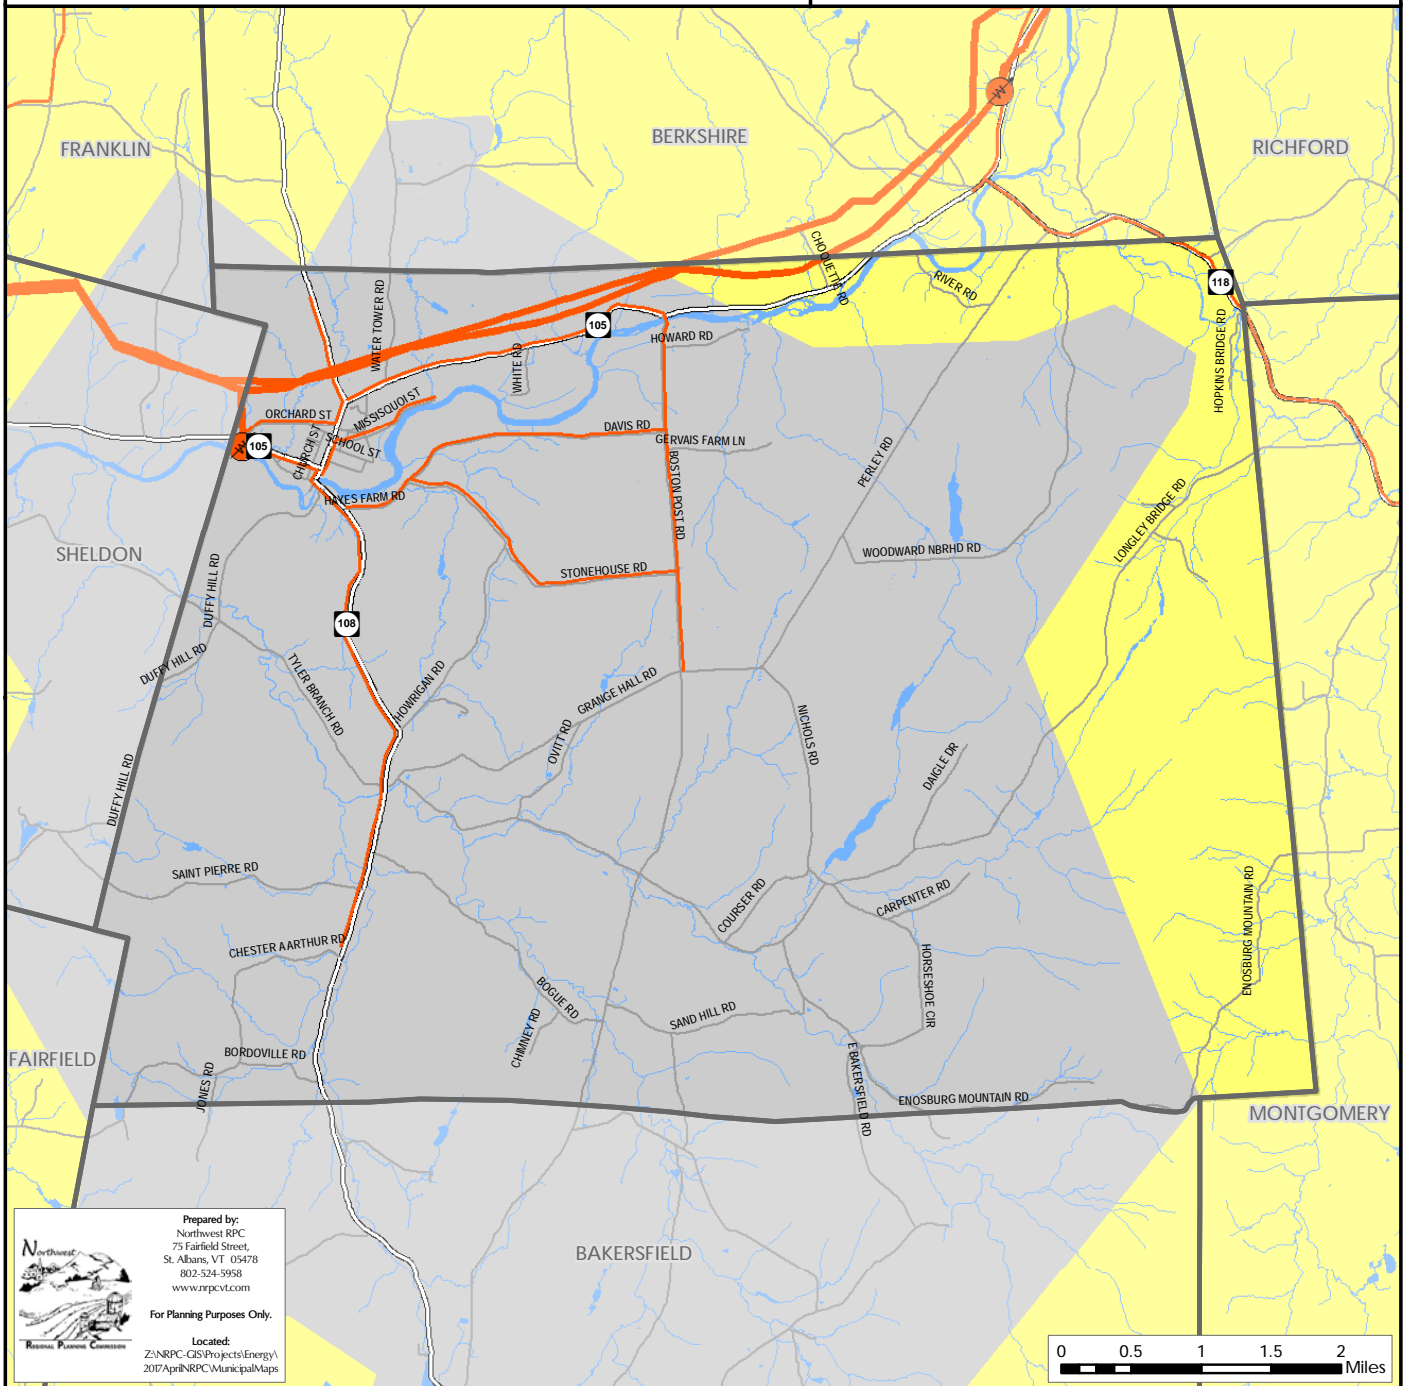 FRANKLIN
BERKSHIRE
RICHFORD
CHOQUETTE RD
RIVER RD
118
WATER TOWER RD
105
HOWARD RD
HOPKINS BRIDGE RD
WHITE RD
MISSISQUOI ST
ORCHARD ST
DAVIS RD
GERVAIS FARM LN
SCHOOL ST
CHURCH ST
105
PERLEY RD
BOSTON POST RD
HAYES FARM RD
LONGLEY BRIDGE RD
SHELDON
WOODWARD NBRHD RD
STONEHOUSE RD
DUFFY HILL RD
108
DUFFY HILL RD
TYLER BRANCH RD
HOWRIGAN RD
GRANGE HALL RD
OVITT RD
NICHOLS RD
DAIGLE DR
DUFFY HILL RD
SAINT PIERRE RD
COURSER RD
CARPENTER RD
ENOSBURG MOUNTAIN RD
CHESTER A ARTHUR RD
HORSESHOE CIR
BOGUE RD
SAND HILL RD
CHIMNEY RD
FAIRFIELD
BORDOVILLE RD
JONES RD
E BAKERSFIELD RD
ENOSBURG MOUNTAIN RD
MONTGOMERY
BAKERSFIELD
Northwest
REGIONAL PLANNING COMMISSION
Prepared by:
Northwest RPC
75 Fairfield Street,
St. Albans, VT 05478
802-524-5958
www.nrpcvt.com
For Planning Purposes Only.
Located:
Z:\NRPC-GIS\Projects\Energy\
2017AprilNRPC\MunicipalMaps
0 0.5 1 1.5 2
Miles
W
W